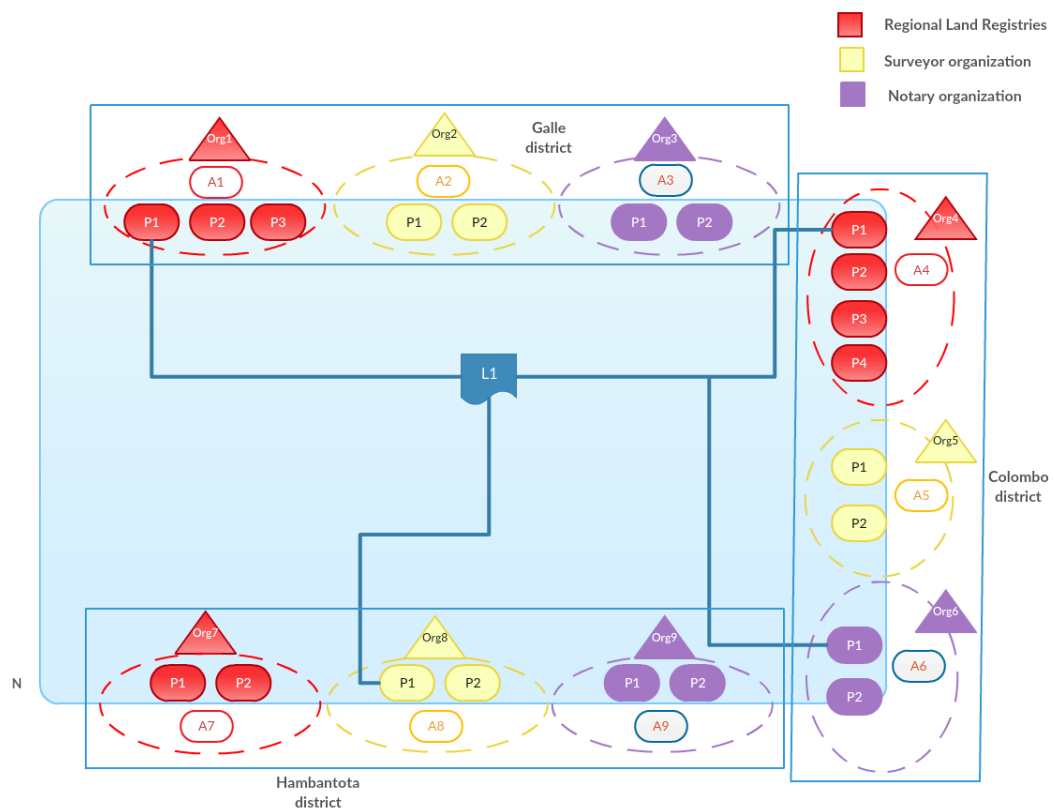 Regional Land Registries
Surveyor organization
Notary organization
Org1
Org2
Galle
district
Org3
A1
A2
A3
P1
P2
P3
P1
P2
P1
P2
Org4
P1
P2
A4
P3
P4
L1
Org5
P1
A5
P2
Colombo
district
Org6
P1
A6
P2
Org7
Org8
Org9
N
P1
P2
P1
P2
P1
P2
A7
A8
A9
Hambantota
district